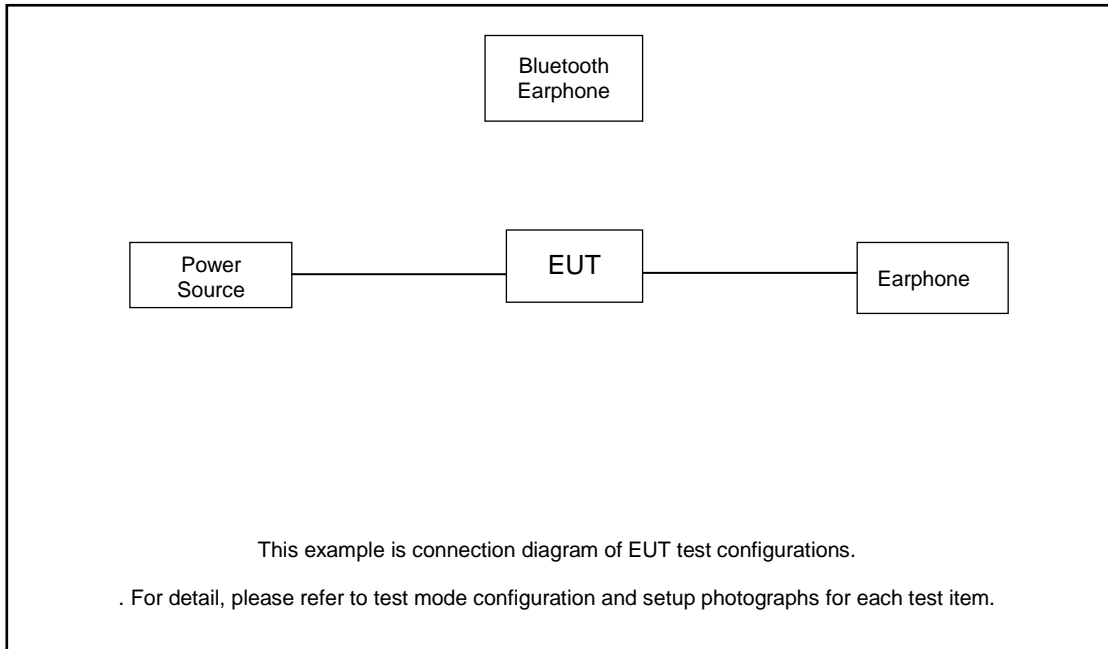 Bluetooth
Earphone
Power
Source
EUT
Earphone
This example is connection diagram of EUT test configurations.
. For detail, please refer to test mode configuration and setup photographs for each test item.